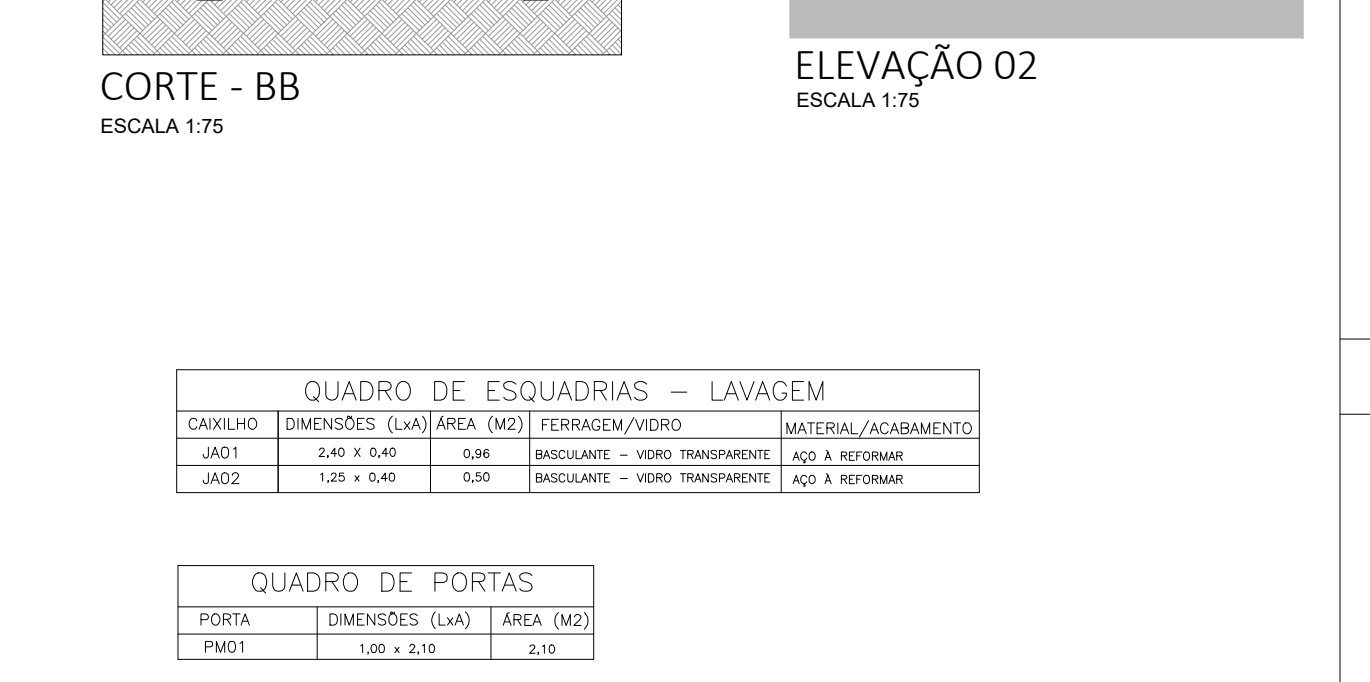 CORTE - BB
ESCALA 1:75
ELEVAÇÃO 02
ESCALA 1:75
QUADRO DE ESQUADRIAS – LAVAGEM
CAIXILHO DIMENSÕES (LxA) ÁREA (M2) FERRAGEM/VIDRO MATERIAL/ACABAMENTO
JA01 2,40 X 0,40 0,96 BASCULANTE – VIDRO TRANSPARENTE AÇO À REFORMAR
JA02 1,25 x 0,40 0,50 BASCULANTE – VIDRO TRANSPARENTE AÇO À REFORMAR
QUADRO DE PORTAS
PORTA DIMENSÕES (LxA) ÁREA (M2)
PM01 1,00 x 2,10 2,10